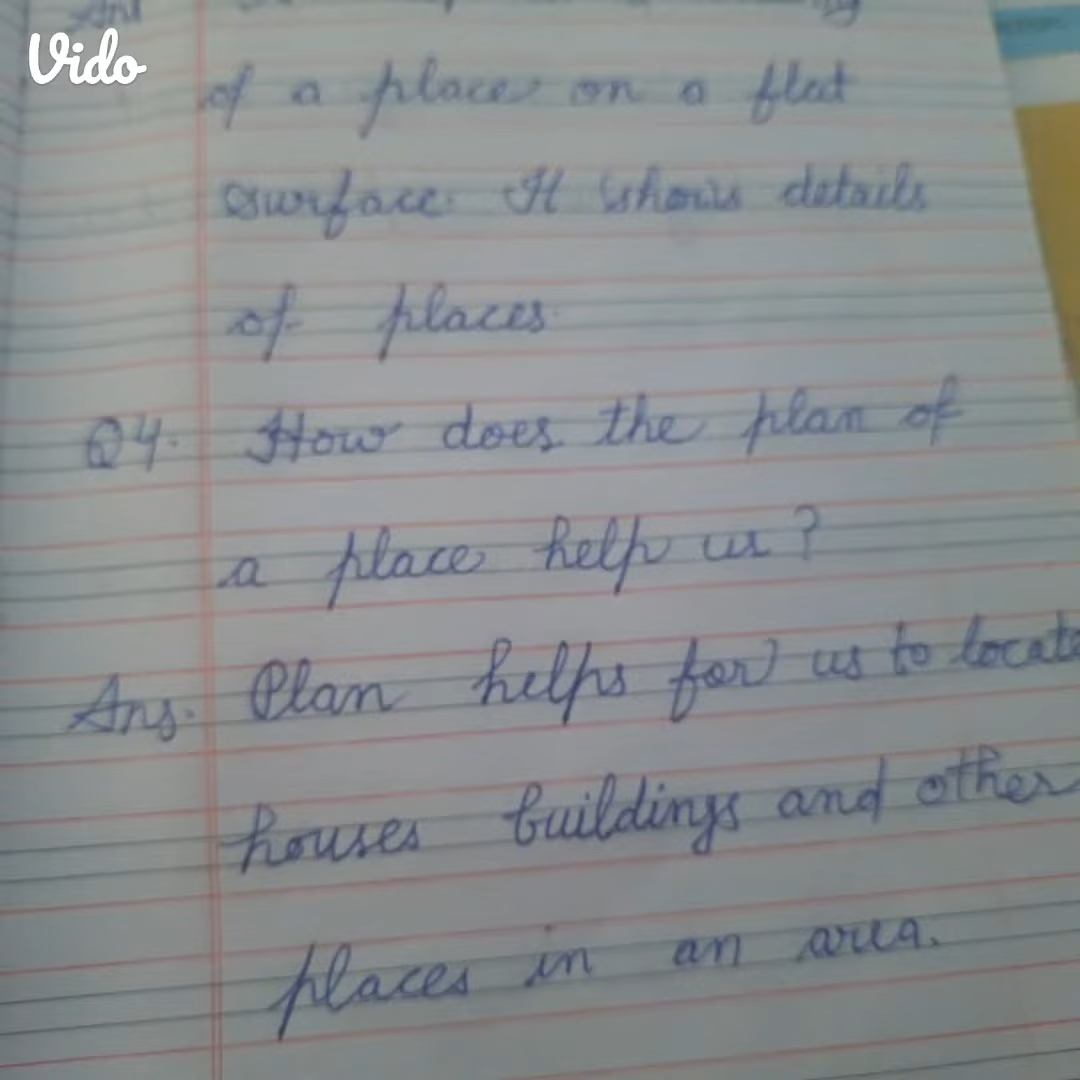 Vido
Ans
of a place on a flat
surface. It shows details
of places.
Q4. How does the plan of
a place help us?
Ans. Plan helps for us to locate
houses buildings and other
places in an area.